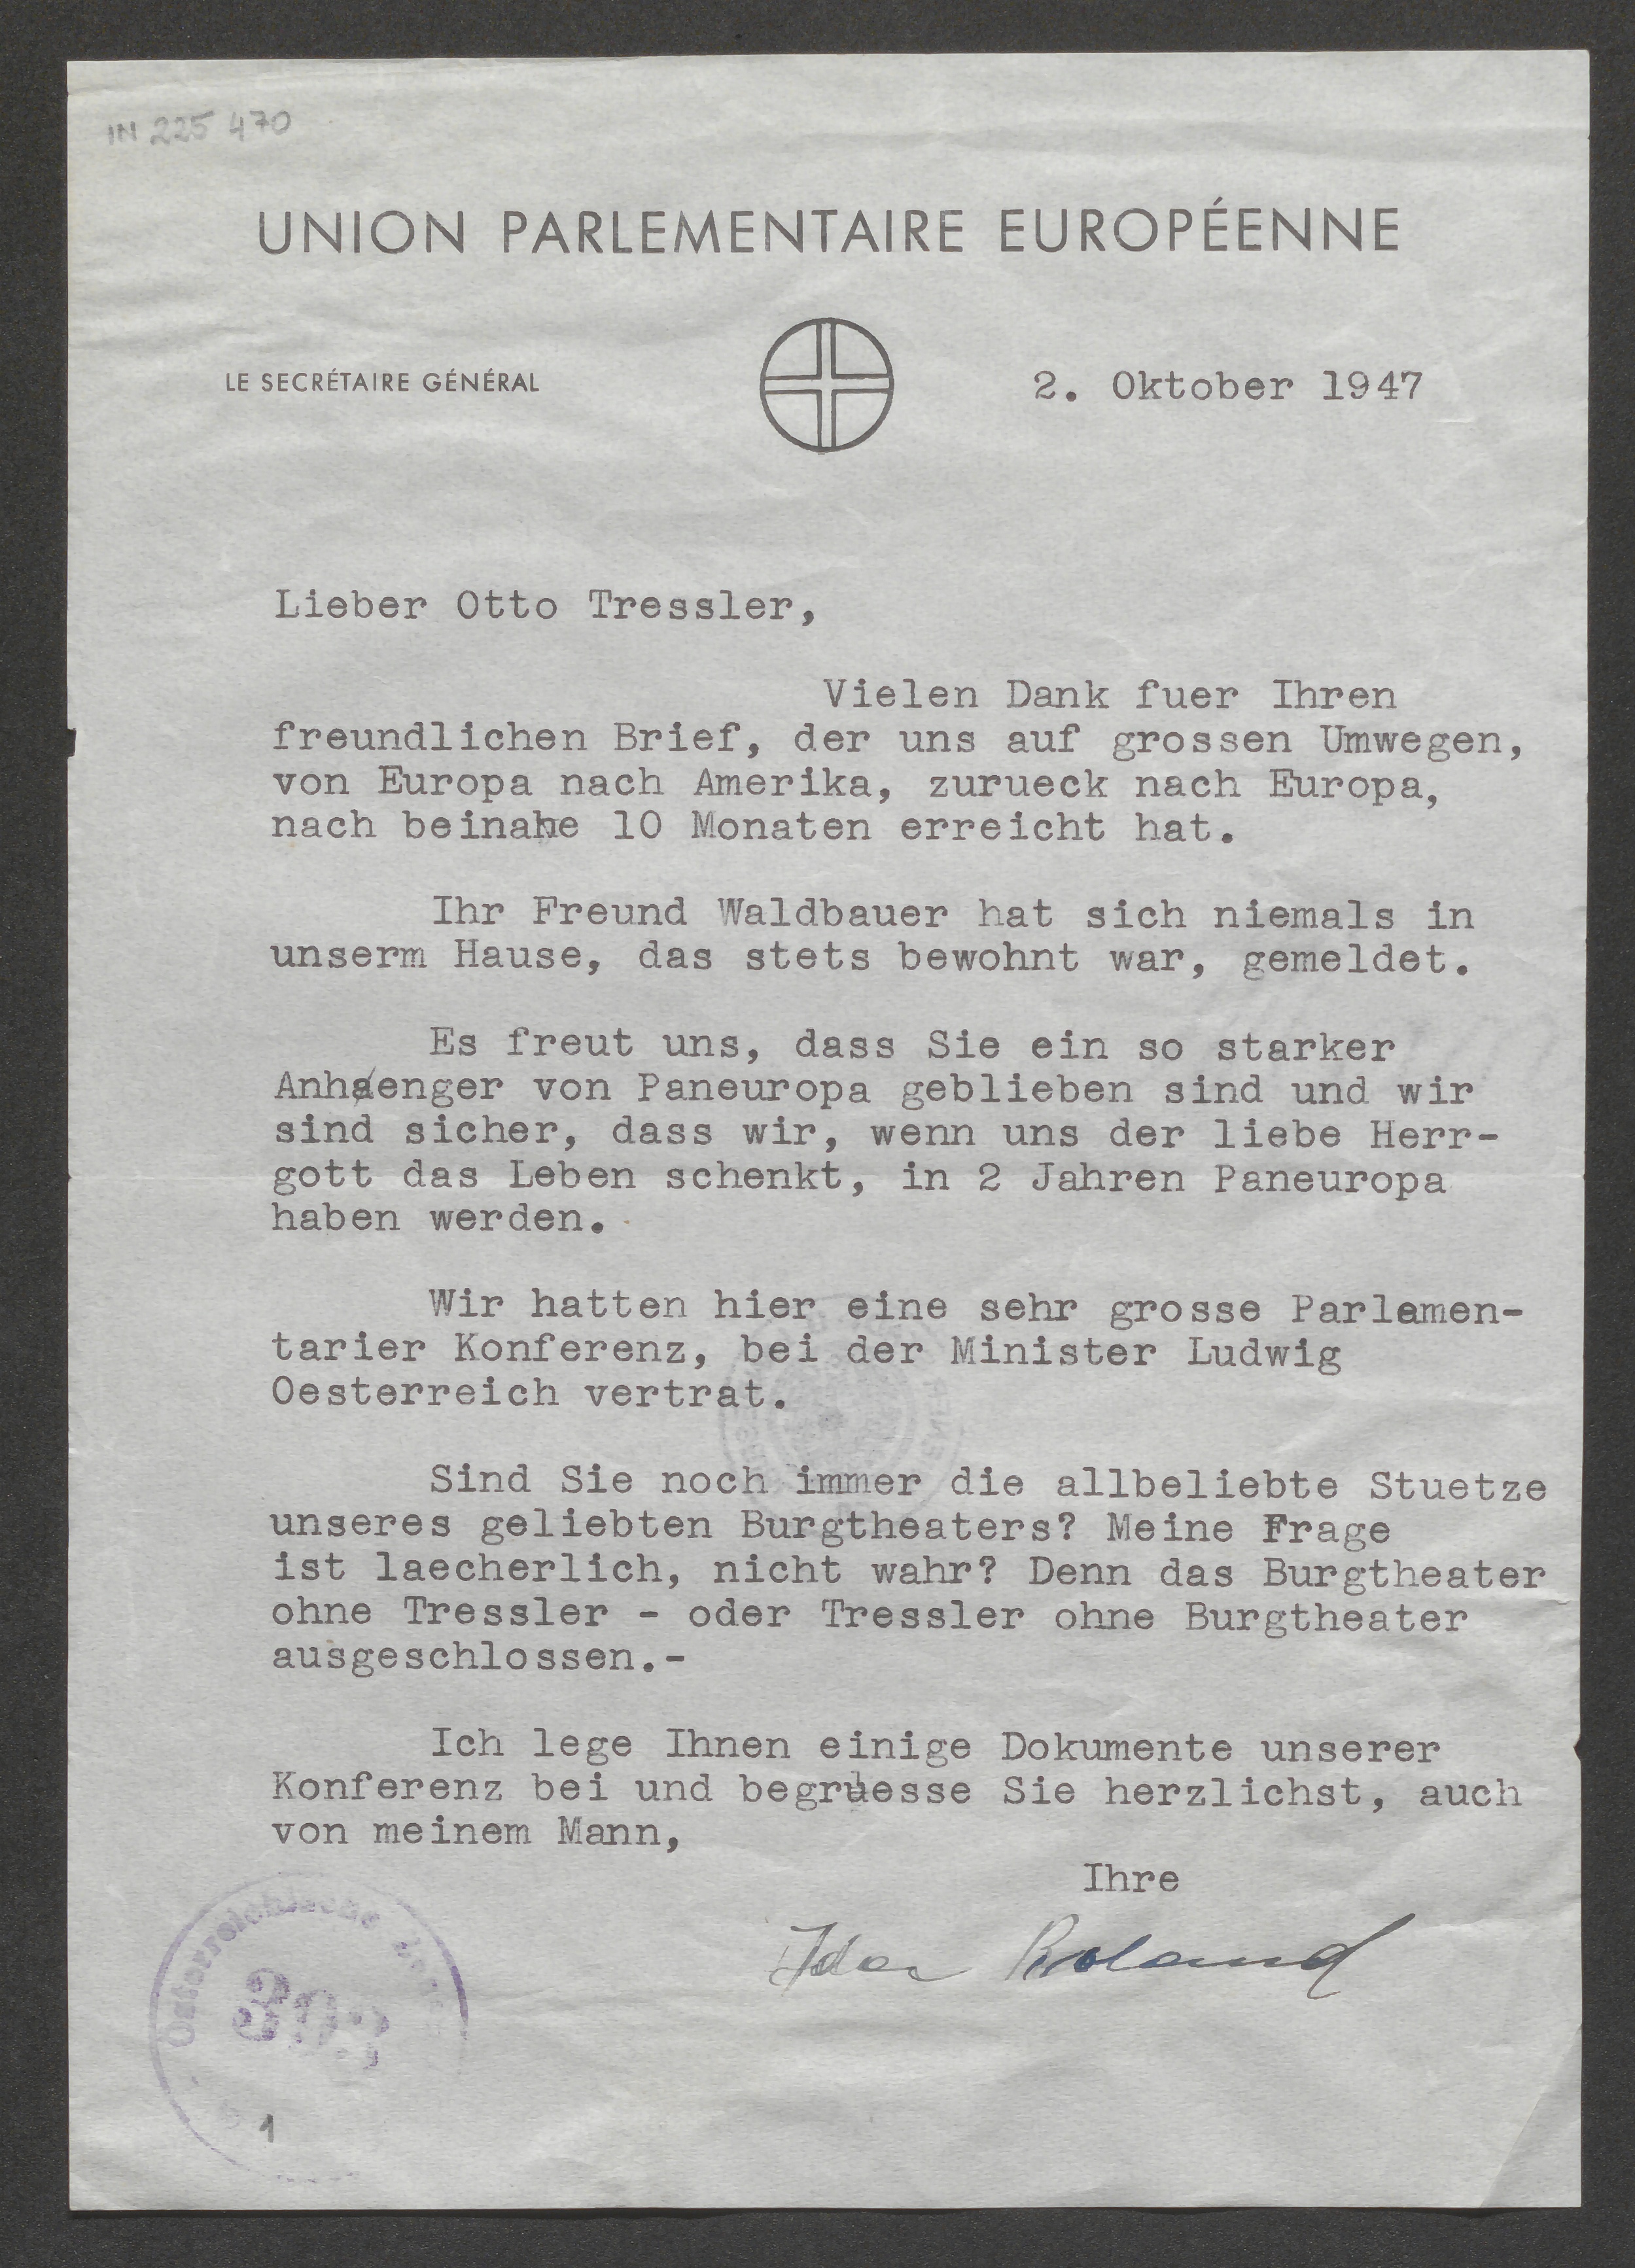 IN 225 470
UNION PARLEMENTAIRE EUROPÉENNE
LE SECRÉTAIRE GÉNÉRAL
2. Oktober 1947
Lieber Otto Tressler,
Vielen Dank fuer Ihren
freundlichen Brief, der uns auf grossen Umwegen,
von Europa nach Amerika, zurueck nach Europa,
nach beinahe 10 Monaten erreicht hat.
Ihr Freund Waldbauer hat sich niemals in
unserm Hause, das stets bewohnt war, gemeldet.
Es freut uns, dass Sie ein so starker
Anhaenger von Paneuropa geblieben sind und wir
sind sicher, dass wir, wenn uns der liebe Herr-
gott das Leben schenkt, in 2 Jahren Paneuropa
haben werden.
Wir hatten hier eine sehr grosse Parlamen-
tarier Konferenz, bei der Minister Ludwig
Oesterreich vertrat.
Sind Sie noch immer die allbeliebte Stuetze
unseres geliebten Burgtheaters? Meine Frage
ist laecherlich, nicht wahr? Denn das Burgtheater
ohne Tressler - oder Tressler ohne Burgtheater
ausgeschlossen.-
Ich lege Ihnen einige Dokumente unserer
Konferenz bei und begruesse Sie herzlichst, auch
von meinem Mann,
Ihre
Ida Roland
Österreichische
1